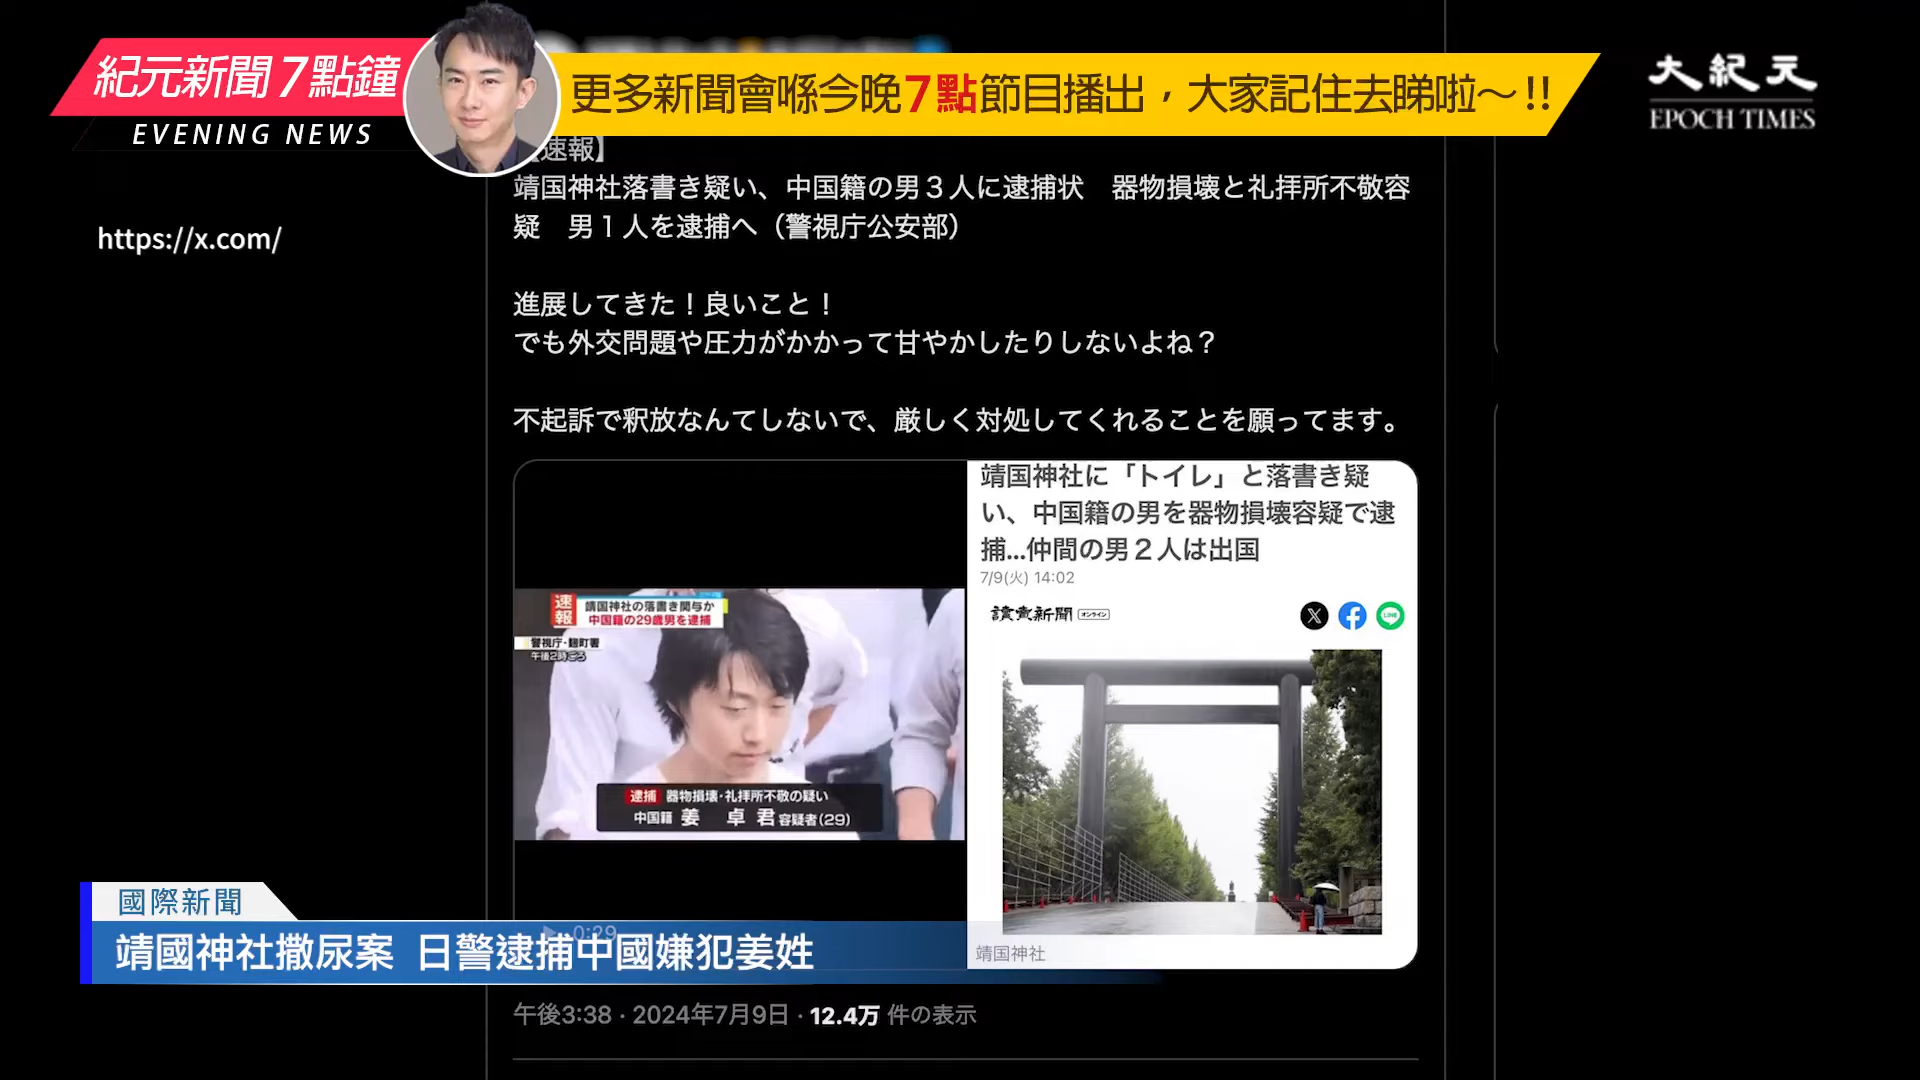 紀元新聞7點鐘
EVENING NEWS
更多新聞會喺今晚7點節目播出，大家記住去睇啦～!!
大紀元
EPOCH TIMES
https://x.com/
【速報】
靖国神社落書き疑い、中国籍の男３人に逮捕状　器物損壊と礼拝所不敬容
疑　男１人を逮捕へ（警視庁公安部）
進展してきた！良いこと！
でも外交問題や圧力がかかって甘やかしたりしないよね？
不起訴で釈放なんてしないで、厳しく対処してくれることを願ってます。
速報
靖国神社の落書き関与か
中国籍の29歳男を逮捕
警視庁・麹町署
午後2時ごろ
逮捕 器物損壊・礼拝所不敬の疑い
中国籍 姜 卓君容疑者(29)
0:29
靖国神社に「トイレ」と落書き疑
い、中国籍の男を器物損壊容疑で逮
捕...仲間の男２人は出国
7/9(火) 14:02
讀賣新聞 オンライン
LINE
靖国神社
國際新聞
靖國神社撒尿案 日警逮捕中國嫌犯姜姓
午後3:38 · 2024年7月9日 · 12.4万 件の表示